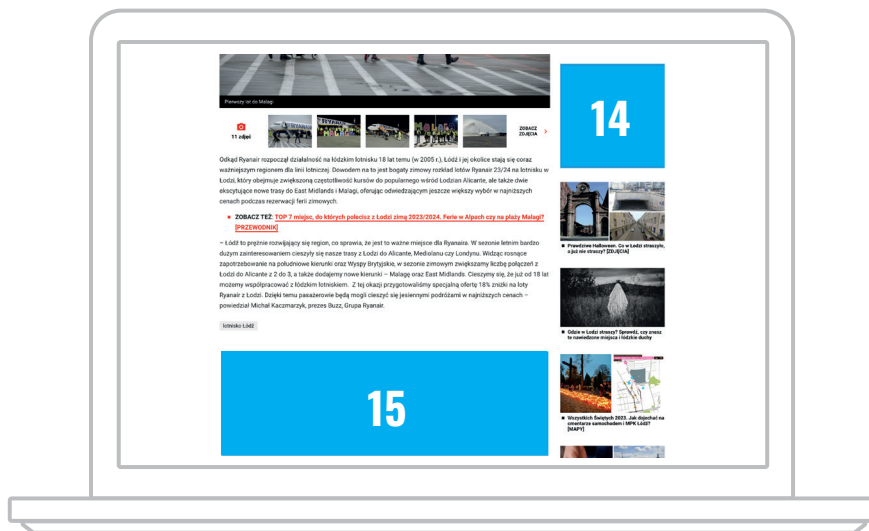 Pierwszy lot do Malagi
11 zdjęć
ZOBACZ
ZDJĘCIA
Odkąd Ryanair rozpoczął działalność na łódzkim lotnisku 18 lat temu (w 2005 r.), Łódź i jej okolice stają się coraz
ważniejszym regionem dla linii lotniczej. Dowodem na to jest bogaty zimowy rozkład lotów Ryanair 23/24 na lotnisku w
Łodzi, który obejmuje zwiększoną częstotliwość kursów do popularnego wśród Łodzian Alicante, ale także dwie
ekscytujące nowe trasy do East Midlands i Malagi, oferując odwiedzającym jeszcze większy wybór w najniższych
cenach podczas rezerwacji ferii zimowych.
ZOBACZ TEŻ: TOP 7 miejsc, do których polecisz z Łodzi zimą 2023/2024. Ferie w Alpach czy na plaży Malagi?
[PRZEWODNIK]
– Łódź to prężnie rozwijający się region, co sprawia, że jest to ważne miejsce dla Ryanaira. W sezonie letnim bardzo
dużym zainteresowaniem cieszyły się nasze trasy z Łodzi do Alicante, Mediolanu czy Londynu. Widząc rosnące
zapotrzebowanie na południowe kierunki oraz Wyspy Brytyjskie, w sezonie zimowym zwiększamy liczbę połączeń z
Łodzi do Alicante z 2 do 3, a także dodajemy nowe kierunki – Malagę oraz East Midlands. Cieszymy się, że już od 18 lat
możemy współpracować z łódzkim lotniskiem. Z tej okazji przygotowaliśmy specjalną ofertę 18% zniżki na loty
Ryanair z Łodzi. Dzięki temu pasażerowie będą mogli cieszyć się jesiennymi podróżami w najniższych cenach –
powiedział Michał Kaczmarzyk, prezes Buzz, Grupa Ryanair.
lotnisko Łódź
15
14
Prawdziwe Halloween. Co w Łodzi straszyło,
a już nie straszy? [ZDJĘCIA]
Gdzie w Łodzi straszy? Sprawdź, czy znasz
te nawiedzone miejsca i łódzkie duchy
Wszystkich Świętych 2023. Jak dojechać na
cmentarze samochodem i MPK Łódź?
[MAPY]